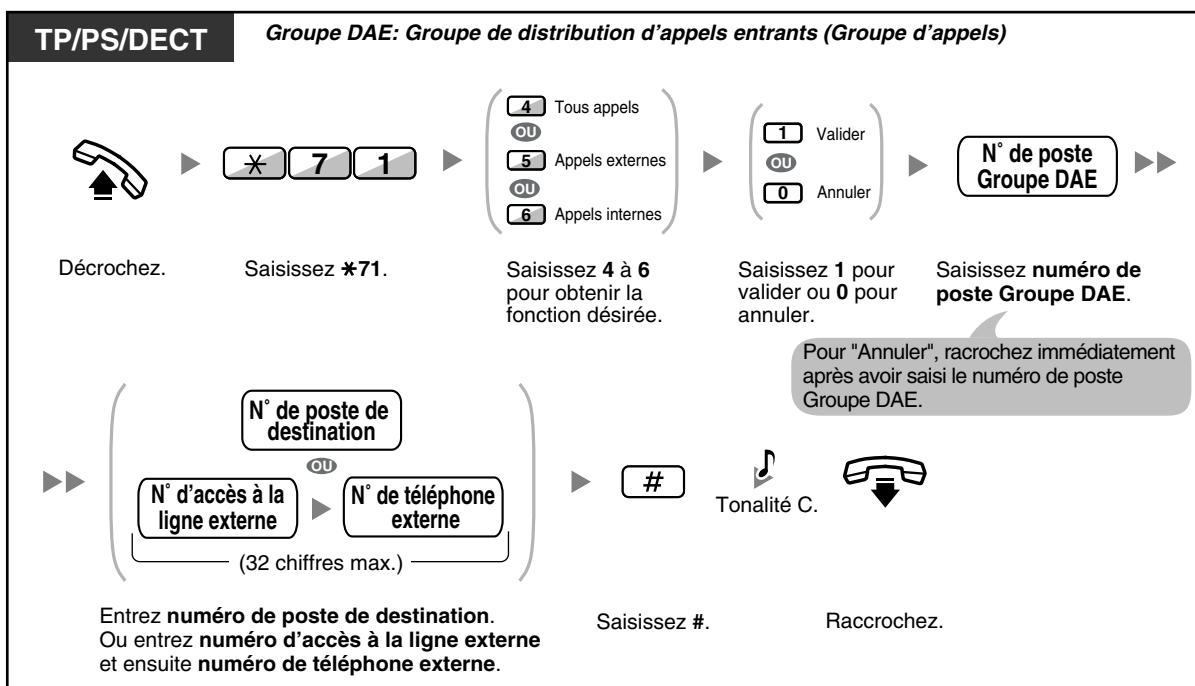 TP/PS/DECT
Groupe DAE: Groupe de distribution d'appels entrants (Groupe d'appels)
4 Tous appels
OU
5 Appels externes
OU
6 Appels internes
1 Valider
OU
0 Annuler
✳ 7 1
N° de poste
Groupe DAE
Décrochez.
Saisissez ✳71.
Saisissez 4 à 6
pour obtenir la
fonction désirée.
Saisissez 1 pour
valider ou 0 pour
annuler.
Saisissez numéro de
poste Groupe DAE.
Pour "Annuler", racrochez immédiatement
après avoir saisi le numéro de poste
Groupe DAE.
N° de poste de
destination
OU
N° d'accès à la
ligne externe
N° de téléphone
externe
(32 chiffres max.)
#
Tonalité C.
Entrez numéro de poste de destination.
Ou entrez numéro d'accès à la ligne externe
et ensuite numéro de téléphone externe.
Saisissez #.
Raccrochez.